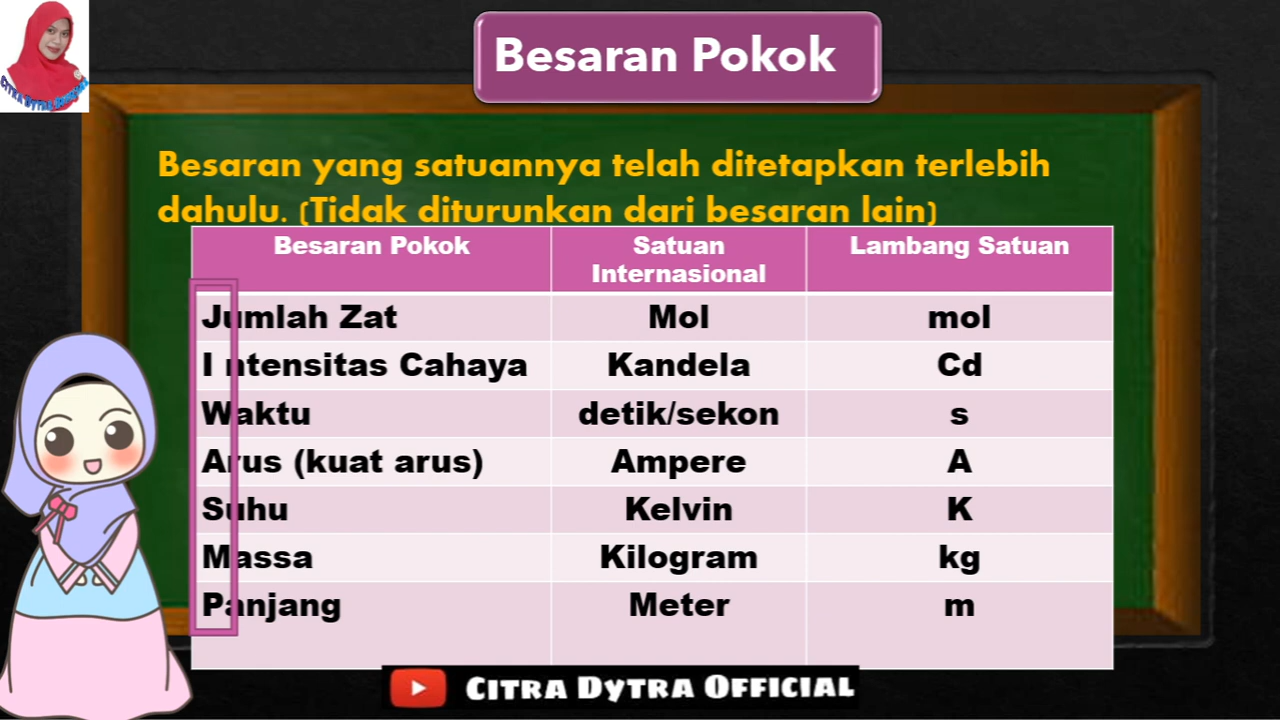 Besaran Pokok
Besaran yang satuannya telah ditetapkan terlebih
dahulu. (Tidak diturunkan dari besaran lain)
Besaran Pokok Satuan Internasional Lambang Satuan
Jumlah Zat Mol mol
I ntensitas Cahaya Kandela Cd
Waktu detik/sekon s
Arus (kuat arus) Ampere A
Suhu Kelvin K
Massa Kilogram kg
Panjang Meter m
Citra Dytra Official